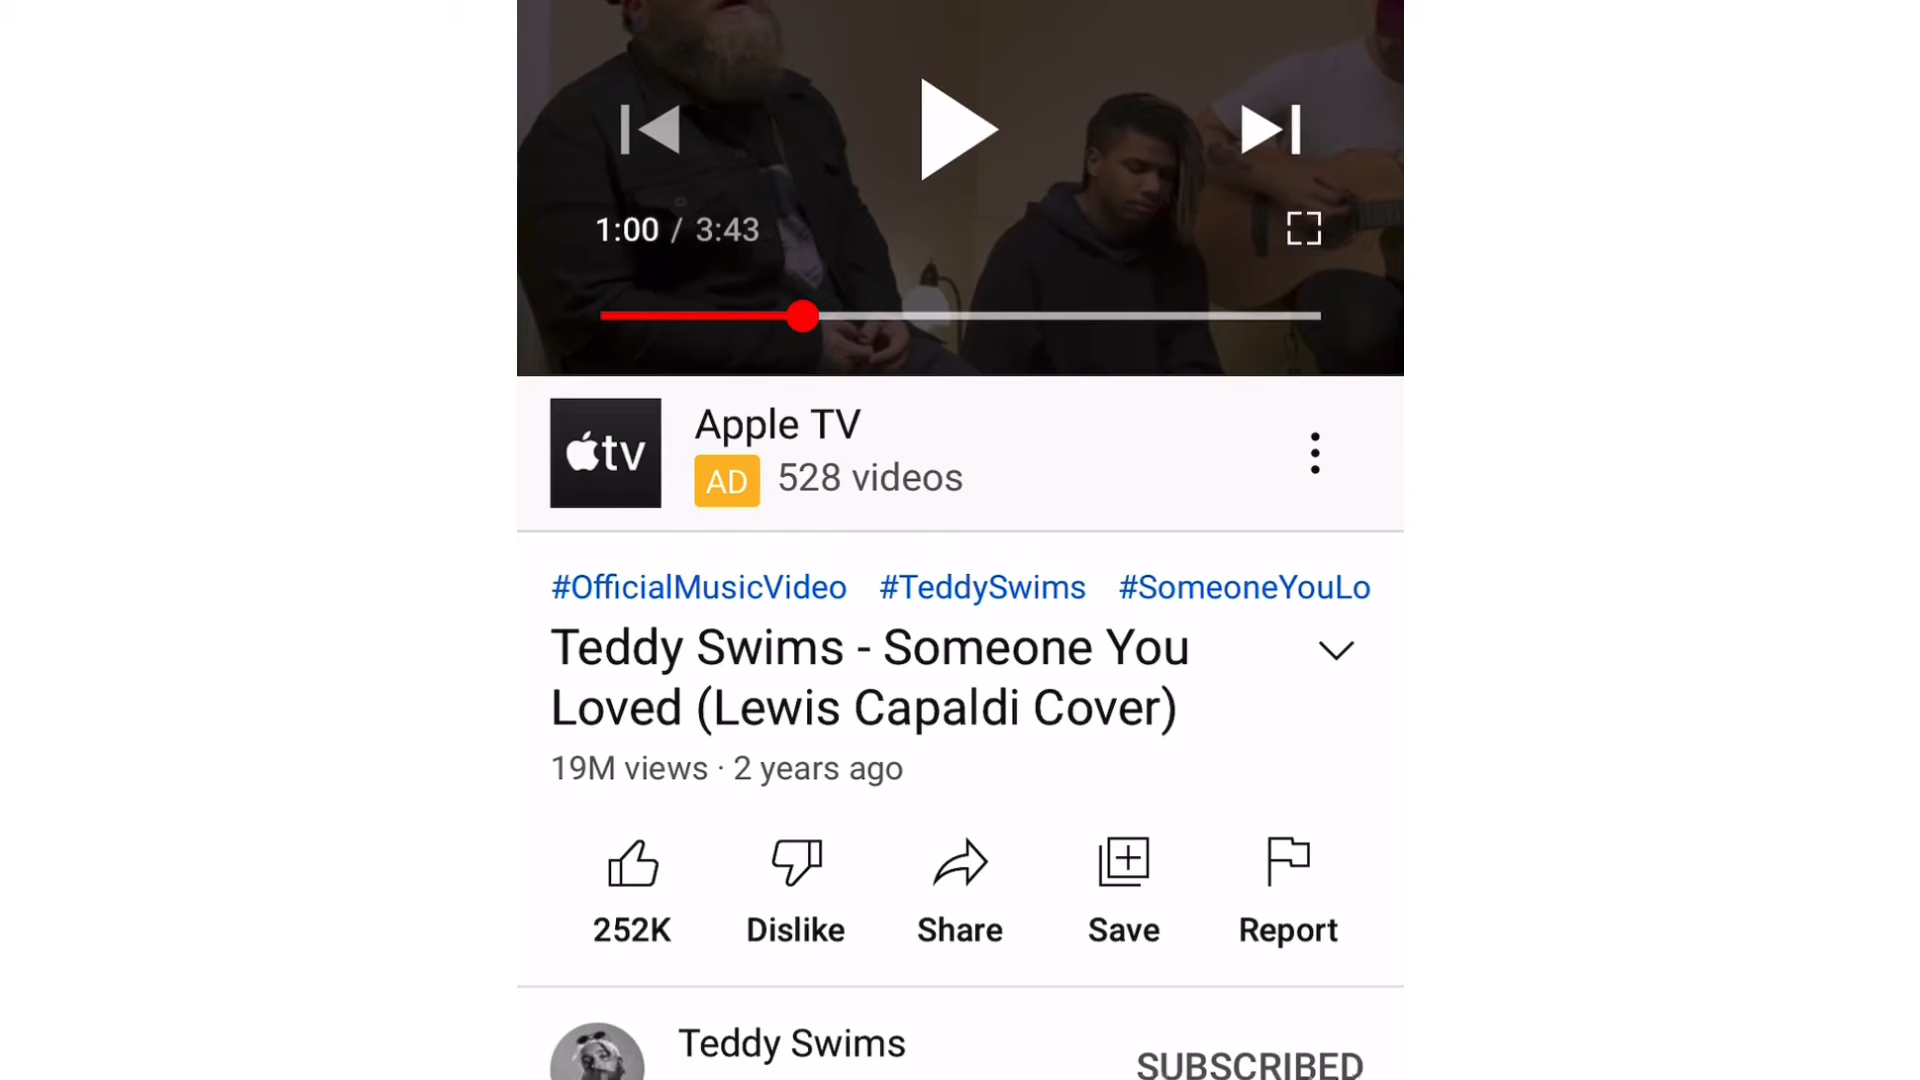 1:00 / 3:43
tv
Apple TV
AD 528 videos
#OfficialMusicVideo #TeddySwims #SomeoneYouLo
Teddy Swims - Someone You
Loved (Lewis Capaldi Cover)
19M views · 2 years ago
252K Dislike Share Save Report
Teddy Swims
SUBSCRIBED